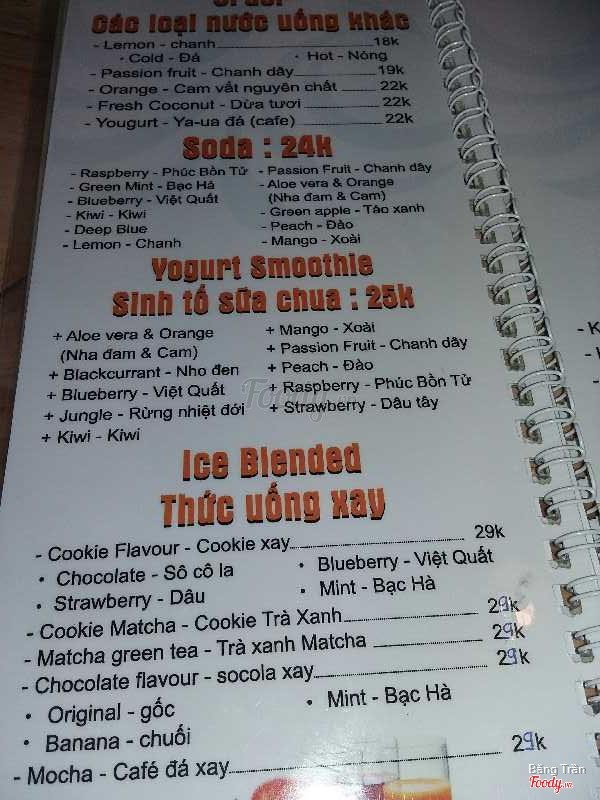 Các loại nước uống khác
- Lemon - chanh 18k
· Cold - Đá · Hot - Nóng
- Passion fruit - Chanh dây 19k
- Orange - Cam vắt nguyên chất 22k
- Fresh Coconut - Dừa tươi 22k
- Yougurt - Ya-ua đá (cafe) 22k
Soda : 24k
- Raspberry - Phúc Bồn Tử - Passion Fruit - Chanh dây
- Green Mint - Bạc Hà - Aloe vera & Orange
- Blueberry - Việt Quất (Nha đam & Cam)
- Kiwi - Kiwi - Green apple - Táo xanh
- Deep Blue - Peach - Đào
- Lemon - Chanh - Mango - Xoài
Yogurt Smoothie
Sinh tố sữa chua : 25k
+ Aloe vera & Orange + Mango - Xoài
(Nha đam & Cam) + Passion Fruit - Chanh dây
+ Blackcurrant - Nho đen + Peach - Đào
+ Blueberry - Việt Quất + Raspberry - Phúc Bồn Tử
+ Jungle - Rừng nhiệt đới + Strawberry - Dâu tây
+ Kiwi - Kiwi
Foody.vn
Ice Blended
Thức uống xay
- Cookie Flavour - Cookie xay 29k
• Chocolate - Sô cô la • Blueberry - Việt Quất
• Strawberry - Dâu • Mint - Bạc Hà
- Cookie Matcha - Cookie Trà Xanh 29k
- Matcha green tea - Trà xanh Matcha 29k
- Chocolate flavour - socola xay 29k
• Original - gốc • Mint - Bạc Hà
• Banana - chuối
- Mocha - Café đá xay 29k
Băng Trần
Foody.vn